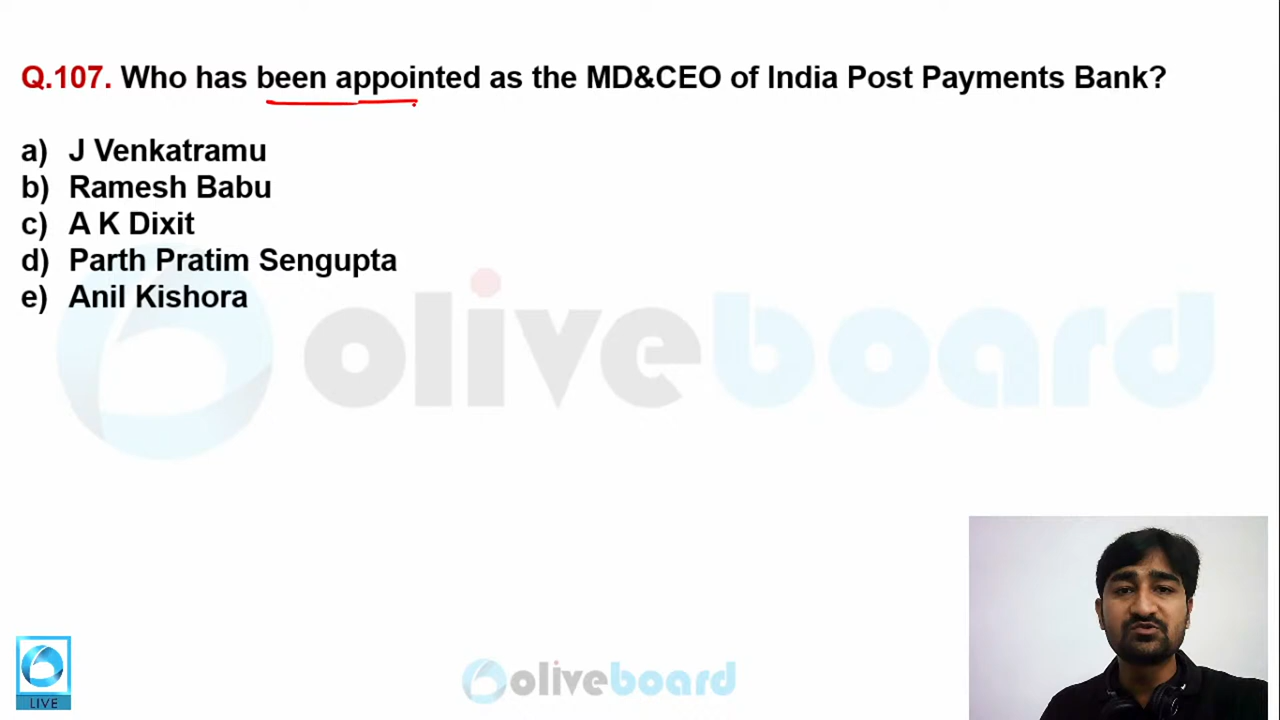 Q.107. Who has been appointed as the MD&CEO of India Post Payments Bank?
a) J Venkatramu
b) Ramesh Babu
c) A K Dixit
d) Parth Pratim Sengupta
e) Anil Kishora
oliveboard
oliveboard
LIVE